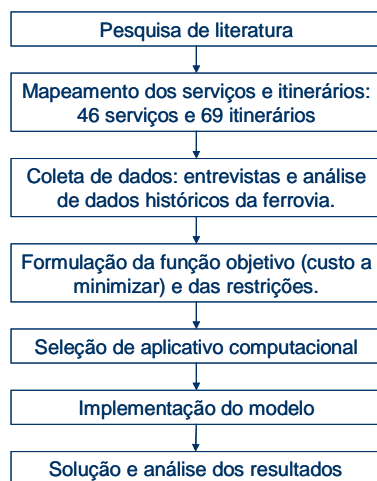 Pesquisa de literatura
Mapeamento dos serviços e itinerários:
46 serviços e 69 itinerários
Coleta de dados: entrevistas e análise
de dados históricos da ferrovia.
Formulação da função objetivo (custo a
minimizar) e das restrições.
Seleção de aplicativo computacional
Implementação do modelo
Solução e análise dos resultados